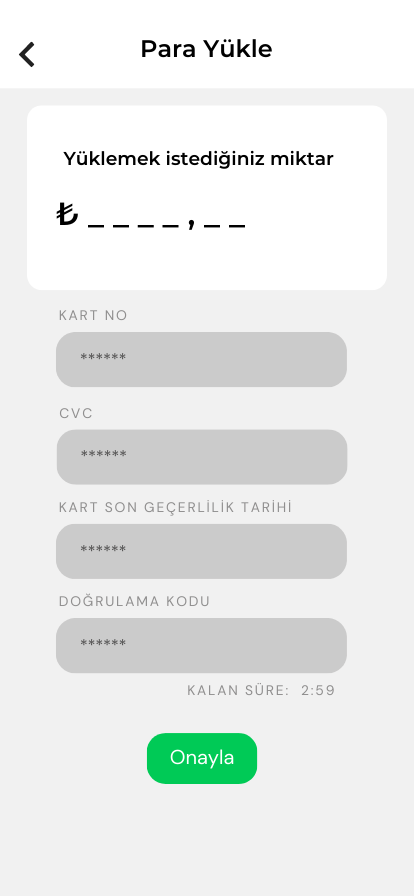 Para Yükle
Yüklemek istediğiniz miktar
₺ _ _ _ _ , _ _
KART NO
******
CVC
******
KART SON GEÇERLİLİK TARİHİ
******
DOĞRULAMA KODU
******
KALAN SÜRE: 2:59
Onayla